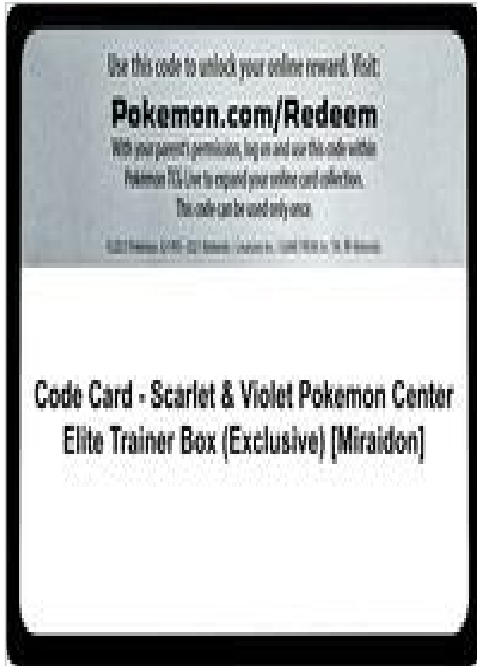 Use this code to unlock your online reward. Visit:
Pokemon.com/Redeem
With your parent's permission, log on and use this code within
Pokémon TCG Live to expand your online card collection.
This code can be used only once.
Code Card - Scarlet & Violet Pokemon Center
Elite Trainer Box (Exclusive) [Miraidon]